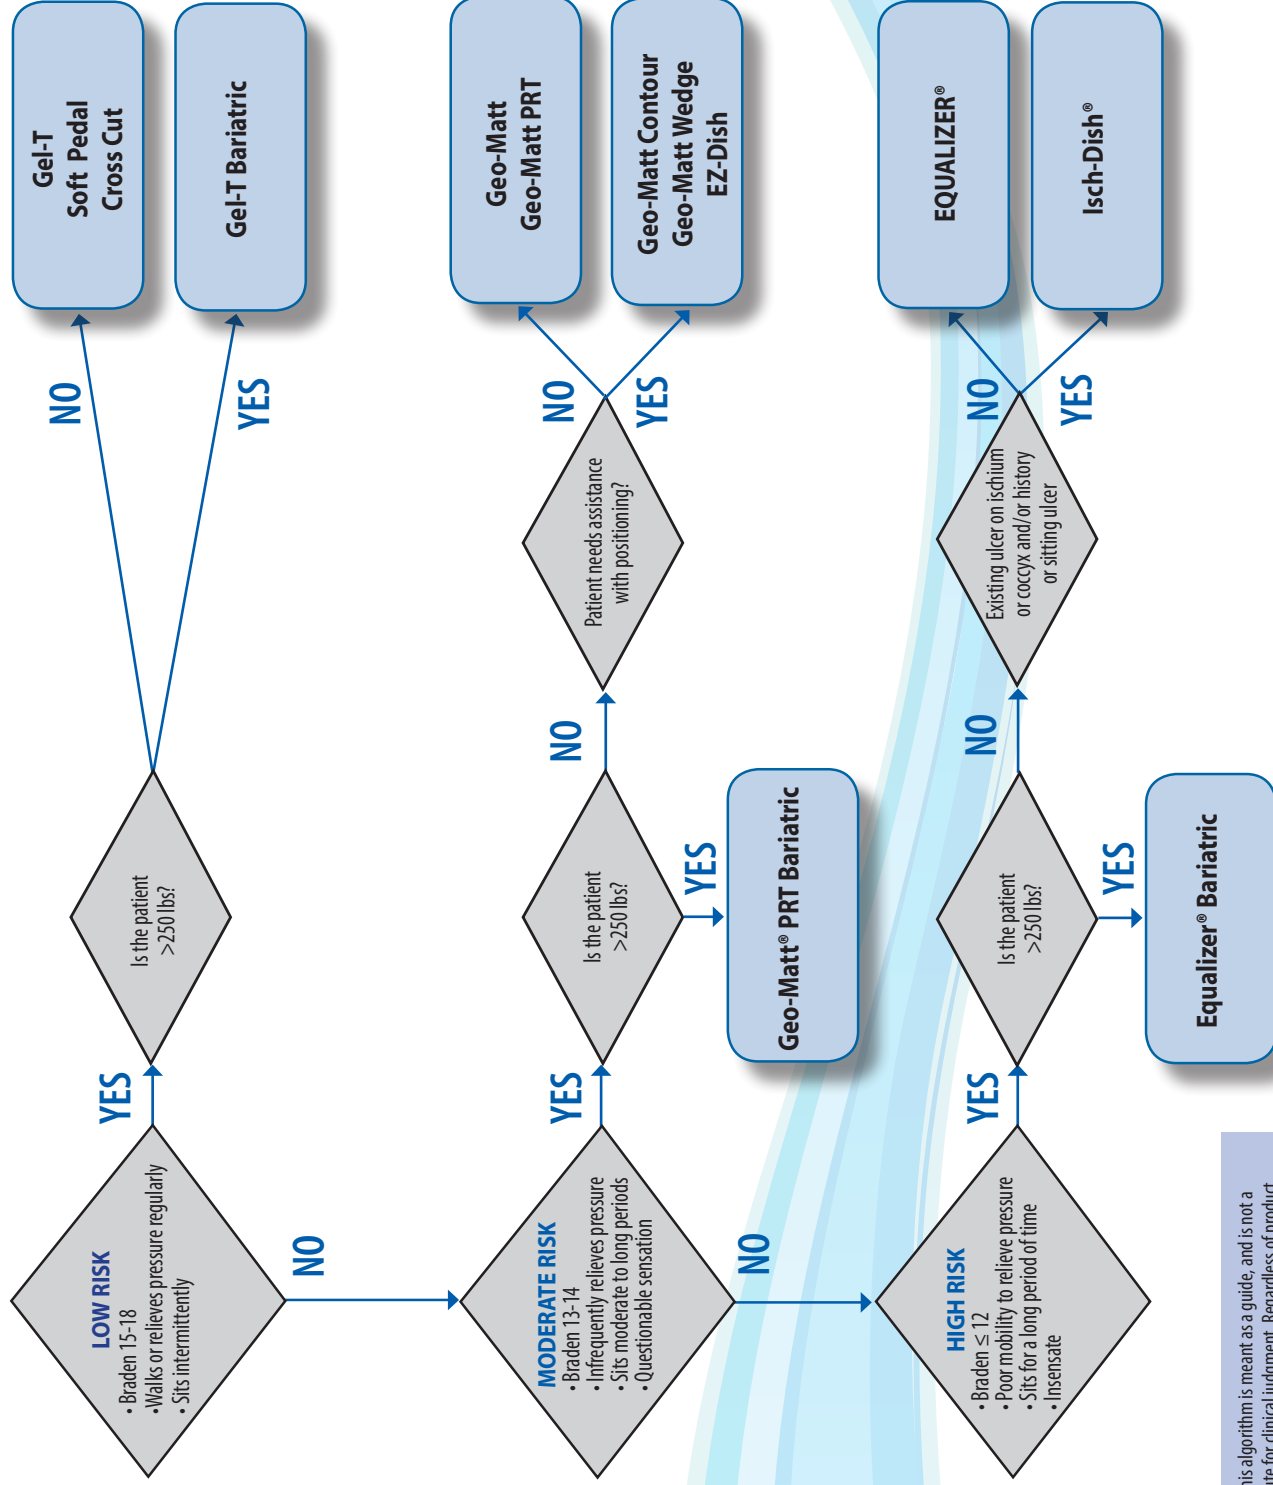 LOW RISK
• Braden 15-18
•Walks or relieves pressure regularly
• Sits intermittently
YES
Is the patient
>250 lbs?
NO
Gel-T
Soft Pedal
Cross Cut
YES
Gel-T Bariatric
NO
MODERATE RISK
• Braden 13-14
• Infrequently relieves pressure
• Sits moderate to long periods
• Questionable sensation
YES
Is the patient
>250 lbs?
YES
Geo-Matt® PRT Bariatric
NO
Patient needs assistance
with positioning?
NO
Geo-Matt
Geo-Matt PRT
YES
Geo-Matt Contour
Geo-Matt Wedge
EZ-Dish
NO
HIGH RISK
• Braden ≤ 12
• Poor mobility to relieve pressure
• Sits for a long period of time
• Insensate
YES
Is the patient
>250 lbs?
YES
Equalizer® Bariatric
NO
Existing ulcer on ischium
or coccyx and/or history
or sitting ulcer
NO
EQUALIZER®
YES
Isch-Dish®
algorithm is meant as a guide, and is not a
for clinical judgment. Regardless of product